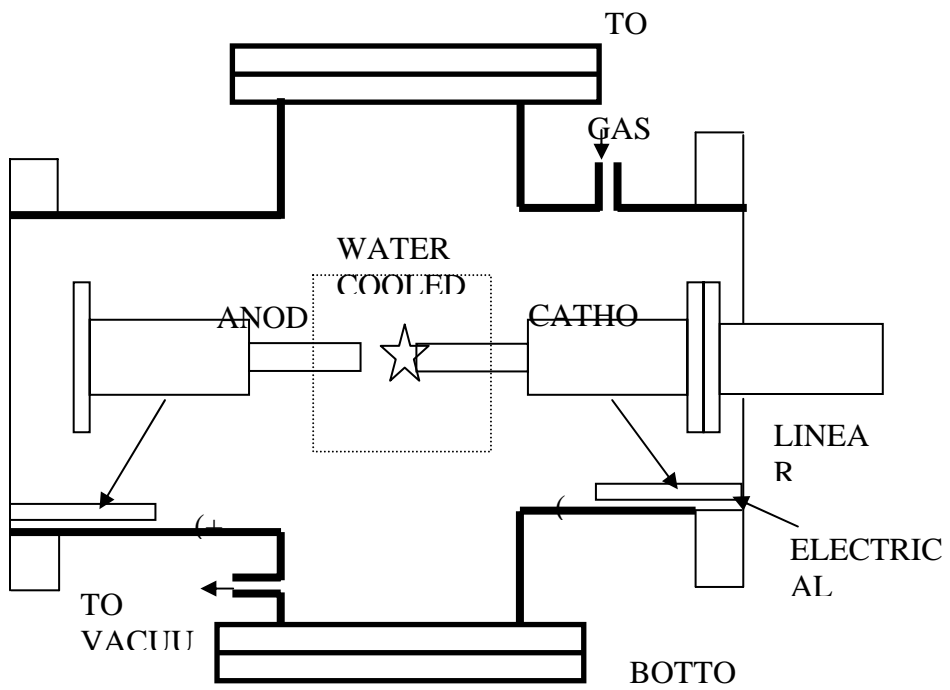 TO
GAS
WATER
COOLED
ANOD
CATHO
LINEA
R
(+
(
ELECTRIC
AL
TO
VACUU
BOTTO